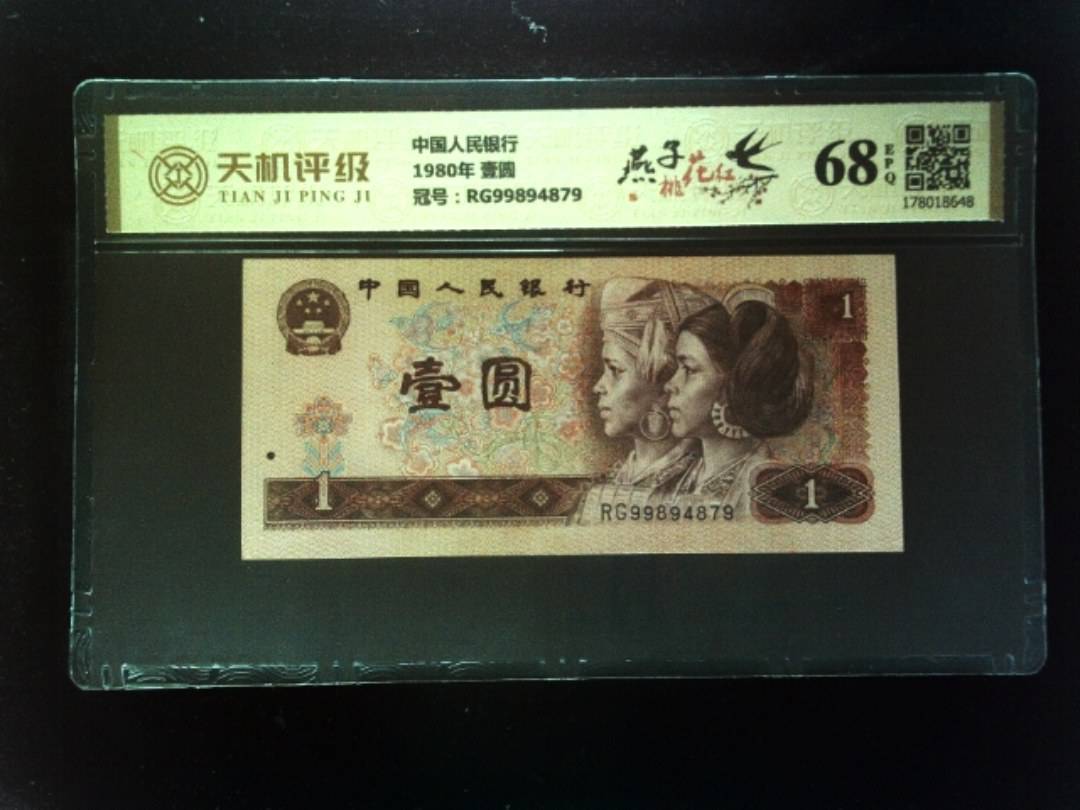 天机评级
TIAN JI PING JI
中国人民银行
1980年 壹圆
冠号：RG99894879
燕子
桃花红
68
EPQ
178018648
中国人民银行
1
壹圆
1
RG99894879
1